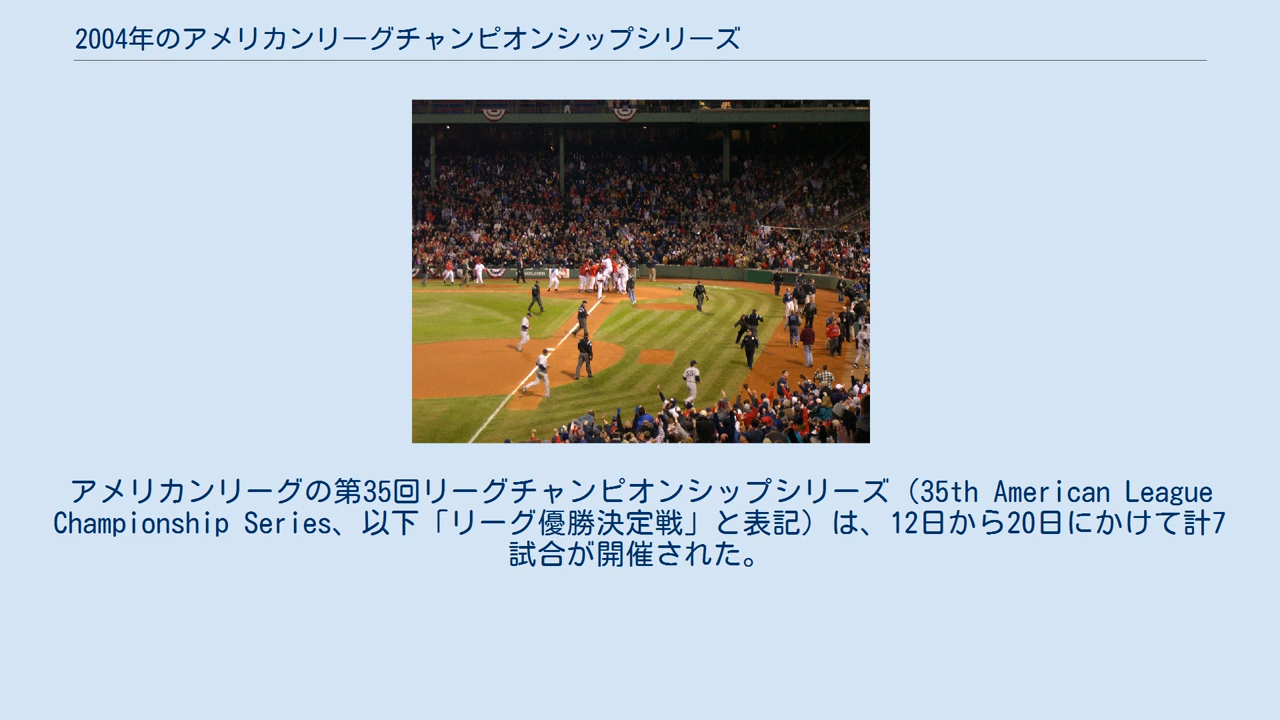 2004年のアメリカンリーグチャンピオンシップシリーズ
アメリカンリーグの第35回リーグチャンピオンシップシリーズ（35th American League
Championship Series、以下「リーグ優勝決定戦」と表記）は、12日から20日にかけて計7
試合が開催された。